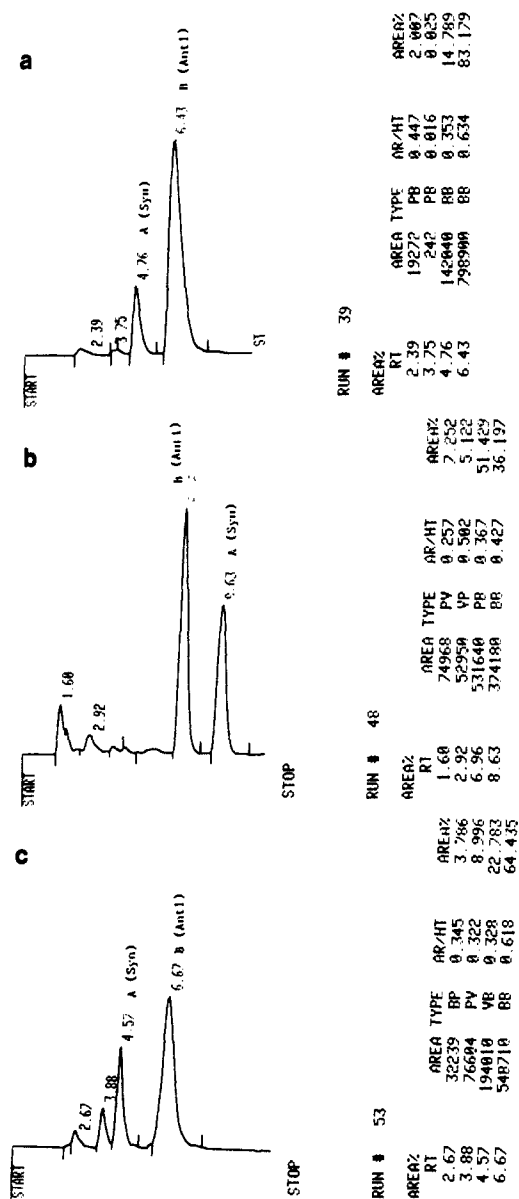 a
START
2.39
3.75
4.76 A (Syn)
6.43 B (Anti)
ST
RUN # 39
AREA%
RT AREA TYPE AR/HT AREA%
2.39 19272 PB 0.447 2.007
3.75 242 PB 0.016 0.025
4.76 142040 BB 0.353 14.789
6.43 798900 BB 0.634 83.179
b
START
1.60
2.92
B (Anti)
8.63 A (Syn)
STOP
RUN # 48
AREA%
RT AREA TYPE AR/HT AREA%
1.60 74968 PV 0.257 7.252
2.92 52950 VP 0.502 5.122
6.96 531640 PB 0.367 51.429
8.63 374180 BB 0.427 36.197
c
START
2.67
3.88
4.57 A (Syn)
6.67 B (Anti)
STOP
RUN # 53
AREA%
RT AREA TYPE AR/HT AREA%
2.67 32239 BP 0.345 3.786
3.88 76604 PV 0.322 8.996
4.57 194010 VB 0.328 22.783
6.67 548710 BB 0.618 64.435